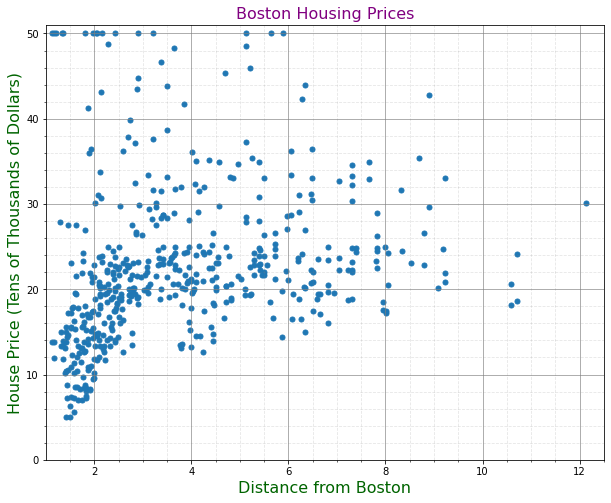 Boston Housing Prices
House Price (Tens of Thousands of Dollars)
50
40
30
20
10
0
2 4 6 8 10 12
Distance from Boston